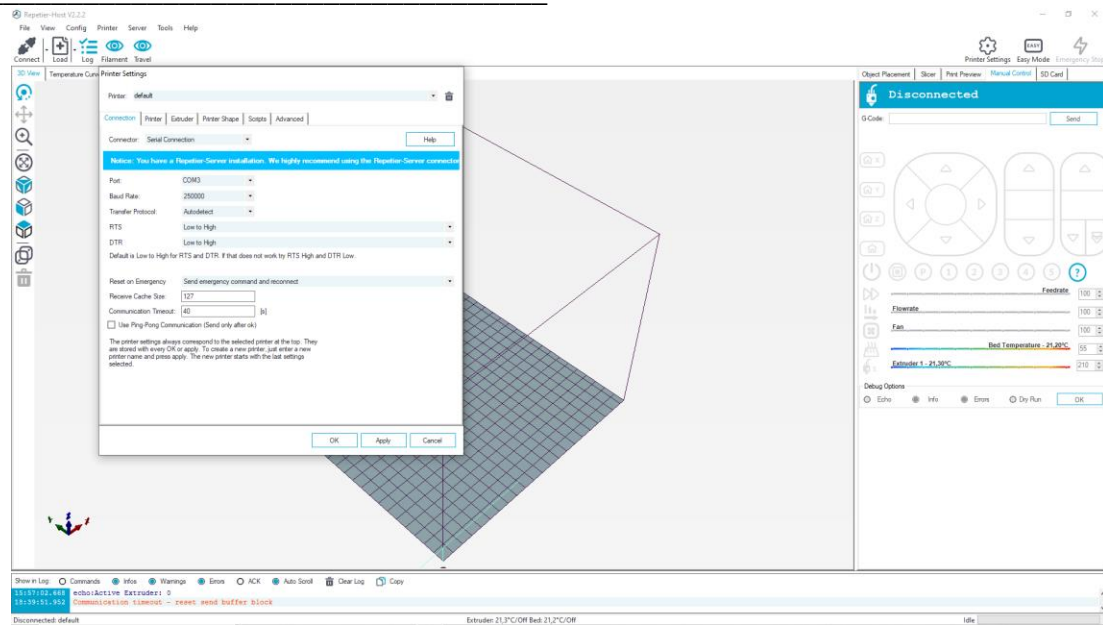 Repetier-Host V2.2.2
File View Config Printer Server Tools Help
Connect Load Log Filament Travel
Printer Settings Easy Mode Emergency Stop
3D View Temperature Curv
Printer Settings
Printer: default
Connection Printer Extruder Printer Shape Scripts Advanced
Connector: Serial Connection Help
Notice: You have a Repetier-Server installation. We highly recommend using the Repetier-Server connector
Port: COM3
Baud Rate: 250000
Transfer Protocol: Autodetect
RTS Low to High
DTR Low to High
Default is Low to High for RTS and DTR. If that does not work try RTS High and DTR Low.
Reset on Emergency Send emergency command and reconnect
Receive Cache Size: 127
Communication Timeout: 40 [s]
Use Ping-Pong Communication (Send only after ok)
The printer settings always correspond to the selected printer at the top. They
are stored with every OK or apply. To create a new printer, just enter a new
printer name and press apply. The new printer starts with the last settings
selected.
OK Apply Cancel
Object Placement Slicer Print Preview Manual Control SD Card
Disconnected
G-Code: Send
X
Y
Z
P 1 2 3 4 5 ?
Feedrate 100
Flowrate 100
Fan 100
Bed Temperature - 21,20°C 55
Extruder 1 - 21,30°C 210
Debug Options
Echo Info Errors Dry Run OK
Show in Log: Commands Infos Warnings Errors ACK Auto Scroll Clear Log Copy
15:57:02.668 echo:Active Extruder: 0
18:39:51.952 Communication timeout - reset send buffer block
Disconnected: default Extruder: 21,3°C/Off Bed: 21,2°C/Off Idle